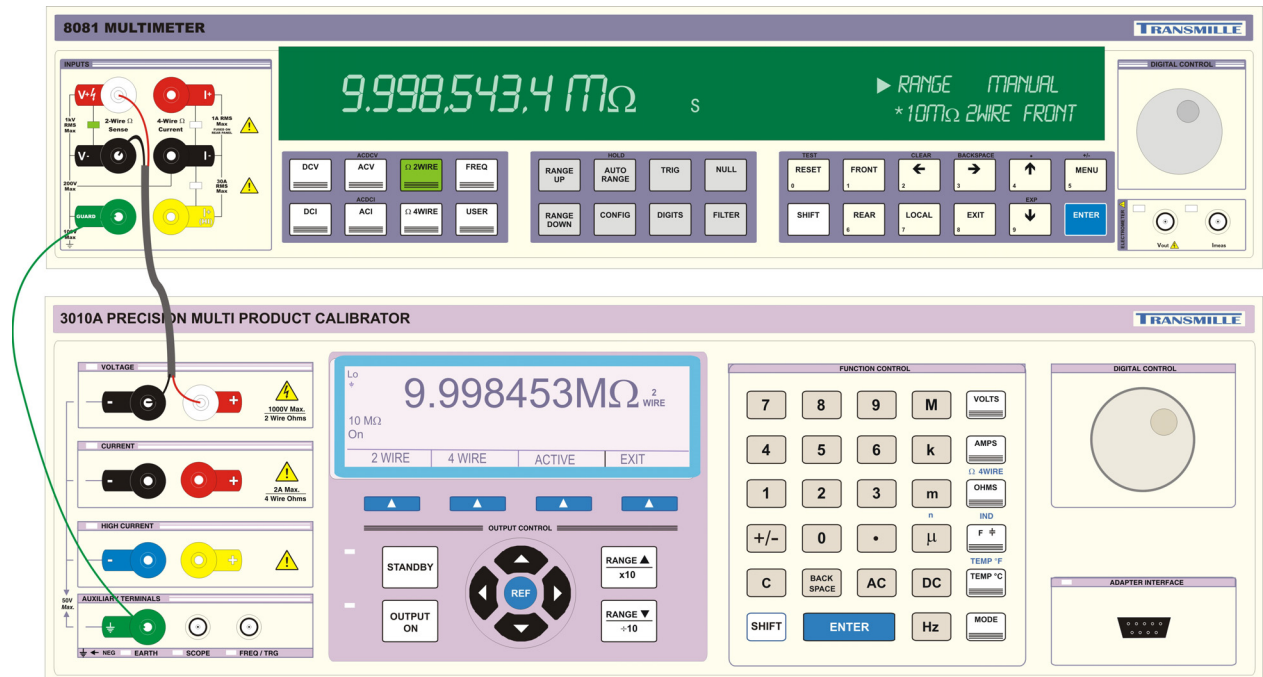 8081 MULTIMETER
TRANSMILLE
INPUTS
V+
I+
1kV
RMS
Max
2-Wire Ω
Sense
4-Wire Ω
Current
1A RMS
Max
FUSED ON
REAR PANEL
V-
I-
200V
Max
30A
RMS
Max
GUARD
100V
Max
9.998,543,4 MΩ
S
▶ RANGE MANUAL
*10MΩ 2WIRE FRONT
DIGITAL CONTROL
ACDCV
DCV
ACV
Ω 2WIRE
FREQ
ACDCI
DCI
ACI
Ω 4WIRE
USER
HOLD
RANGE
UP
AUTO
RANGE
TRIG
NULL
RANGE
DOWN
CONFIG
DIGITS
FILTER
TEST
CLEAR
BACKSPACE
+/-
RESET
0
FRONT
1
←
2
→
3
↑
4
MENU
5
EXP
SHIFT
REAR
6
LOCAL
7
EXIT
8
↓
9
ENTER
ELECTROMETER
Vout
Imeas
3010A PRECISION MULTI PRODUCT CALIBRATOR
TRANSMILLE
VOLTAGE
-
+
1000V Max.
2 Wire Ohms
CURRENT
-
+
2A Max.
4 Wire Ohms
HIGH CURRENT
-
+
50V
Max.
AUXILIARY TERMINALS
← NEG
EARTH
SCOPE
FREQ / TRG
Lo
*
9.998453MΩ
2
WIRE
10 MΩ
On
2 WIRE
4 WIRE
ACTIVE
EXIT
OUTPUT CONTROL
STANDBY
OUTPUT
ON
REF
RANGE ▲
x10
RANGE ▼
÷10
FUNCTION CONTROL
7
8
9
M
VOLTS
4
5
6
k
AMPS
Ω 4WIRE
1
2
3
m
OHMS
n
IND
+/-
0
•
μ
F
TEMP °F
C
BACK
SPACE
AC
DC
TEMP °C
SHIFT
ENTER
Hz
MODE
DIGITAL CONTROL
ADAPTER INTERFACE